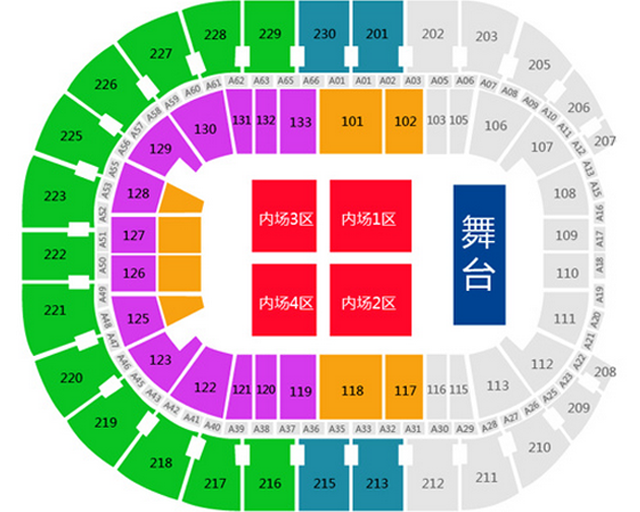 228
229
230
201
202
203
227
205
226
206
207
225
223
222
221
220
219
218
217
216
215
213
212
211
210
209
208
A53
A55
A56
A57
A58
A59
A60
A61
A62
A63
A65
A66
A01
A01
A02
A03
A05
A06
A07
A08
A09
A10
A11
A12
A13
A15
A16
A17
A18
A19
A20
A21
A22
A23
A25
A26
A27
A28
A29
A30
A31
A32
A33
A35
A36
A37
A38
A39
A40
A41
A42
A43
A45
A46
A47
A48
A49
A50
A51
A52
128
129
130
131
132
133
101
102
103
105
106
107
108
109
110
111
112
113
115
116
117
118
119
120
121
122
123
125
126
127
内场3区
内场1区
内场4区
内场2区
舞
台